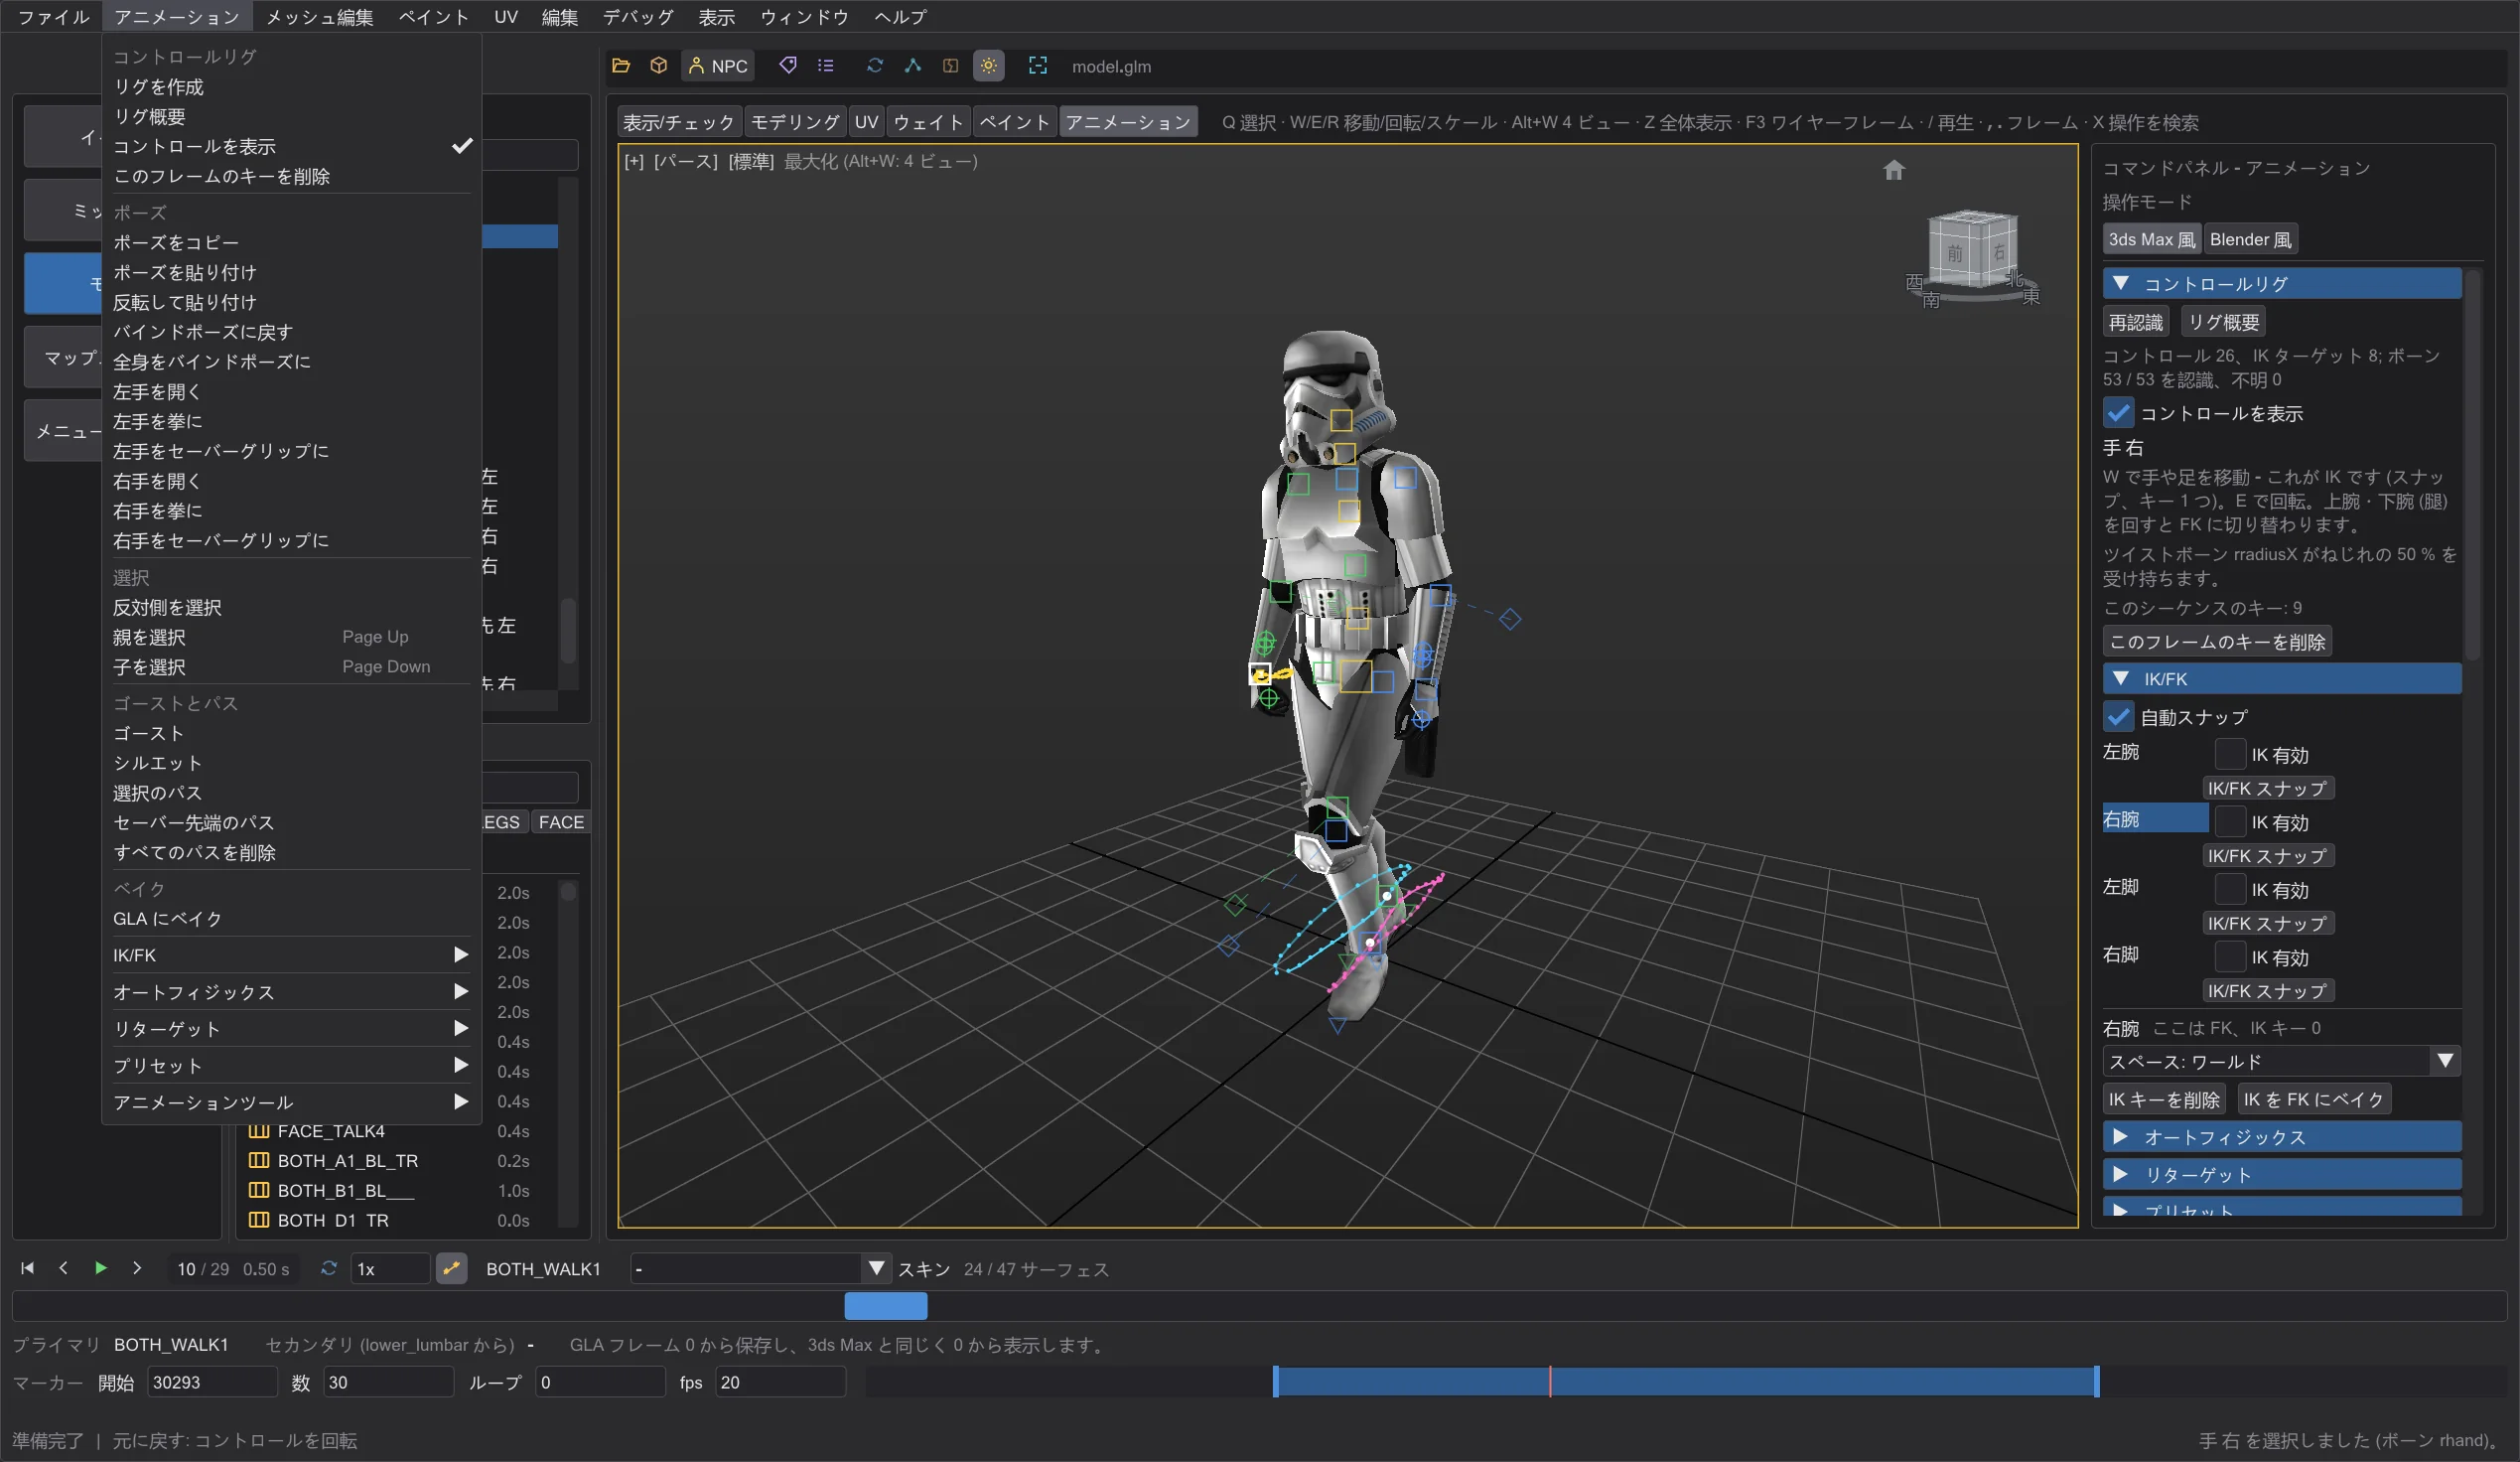 ファイル アニメーション メッシュ編集 ペイント UV 編集 デバッグ 表示 ウィンドウ ヘルプ
コントロールリグ
リグを作成
リグ概要
コントロールを表示
このフレームのキーを削除
ポーズ
ポーズをコピー
ポーズを貼り付け
反転して貼り付け
バインドポーズに戻す
全身をバインドポーズに
左手を開く
左手を拳に
左手をセーバーグリップに
右手を開く
右手を拳に
右手をセーバーグリップに
選択
反対側を選択
親を選択 Page Up
子を選択 Page Down
ゴーストとパス
ゴースト
シルエット
選択のパス
セーバー先端のパス
すべてのパスを削除
ベイク
GLA にベイク
IK/FK
オートフィジックス
リターゲット
プリセット
アニメーションツール
マップ
メニュー
左
左
右
右
先 左
先 右
EGS FACE
2.0s
2.0s
2.0s
2.0s
2.0s
0.4s
0.4s
0.4s
FACE_TALK4 0.4s
BOTH_A1_BL_TR 0.2s
BOTH_B1_BL___ 1.0s
BOTH_D1_TR 0.0s
NPC model.glm
表示/チェック モデリング UV ウェイト ペイント アニメーション Q 選択 · W/E/R 移動/回転/スケール · Alt+W 4 ビュー · Z 全体表示 · F3 ワイヤーフレーム · / 再生 · , . フレーム · X 操作を検索
[+] [パース] [標準] 最大化 (Alt+W: 4 ビュー)
前 右
西 南 北 東
コマンドパネル - アニメーション
操作モード
3ds Max 風 Blender 風
コントロールリグ
再認識 リグ概要
コントロール 26、IK ターゲット 8; ボーン
53 / 53 を認識、不明 0
コントロールを表示
手 右
W で手や足を移動 - これが IK です (スナッ
プ、キー 1 つ)。E で回転。上腕・下腕 (腿)
を回すと FK に切り替わります。
ツイストボーン rradiusX がねじれの 50 % を
受け持ちます。
このシーケンスのキー: 9
このフレームのキーを削除
IK/FK
自動スナップ
左腕 IK 有効
IK/FK スナップ
右腕 IK 有効
IK/FK スナップ
左脚 IK 有効
IK/FK スナップ
右脚 IK 有効
IK/FK スナップ
右腕 ここは FK、IK キー 0
スペース: ワールド
IK キーを削除 IK を FK にベイク
オートフィジックス
リターゲット
プリセット
10 / 29 0.50 s 1x BOTH_WALK1 - スキン 24 / 47 サーフェス
プライマリ BOTH_WALK1 セカンダリ (lower_lumbar から) - GLA フレーム 0 から保存し、3ds Max と同じく 0 から表示します。
マーカー 開始 30293 数 30 ループ 0 fps 20
準備完了 | 元に戻す: コントロールを回転
手 右 を選択しました (ボーン rhand)。